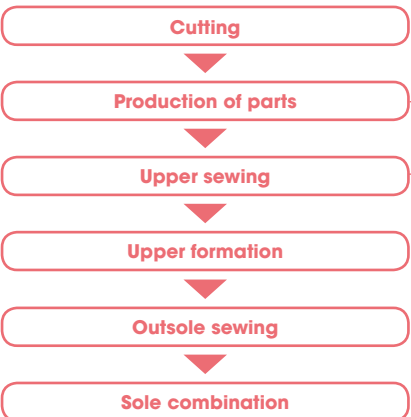 Cutting
Production of parts
Upper sewing
Upper formation
Outsole sewing
Sole combination